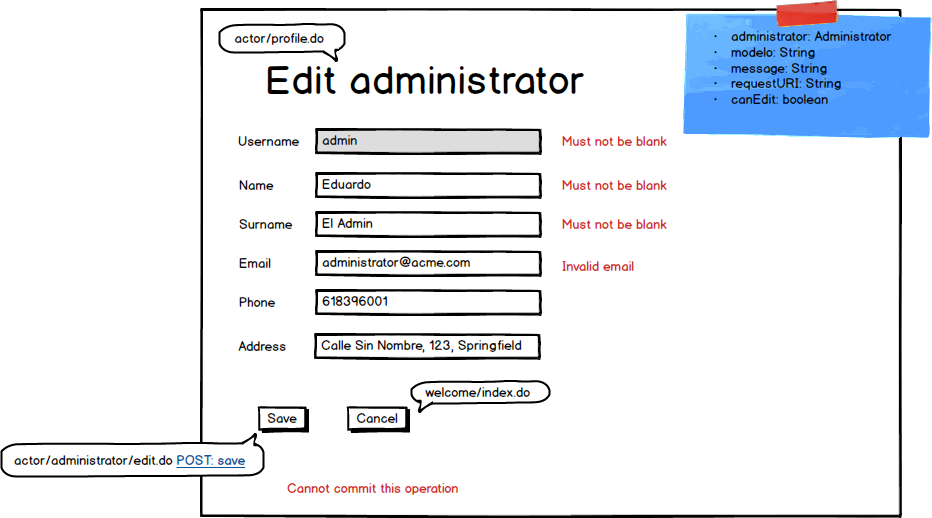 actor/profile.do
Edit administrator
· administrator: Administrator
· modelo: String
· message: String
· requestURI: String
· canEdit: boolean
Username admin Must not be blank
Name Eduardo Must not be blank
Surname El Admin Must not be blank
Email administrator@acme.com Invalid email
Phone 618396001
Address Calle Sin Nombre, 123, Springfield
welcome/index.do
Save Cancel
actor/administrator/edit.do POST: save
Cannot commit this operation